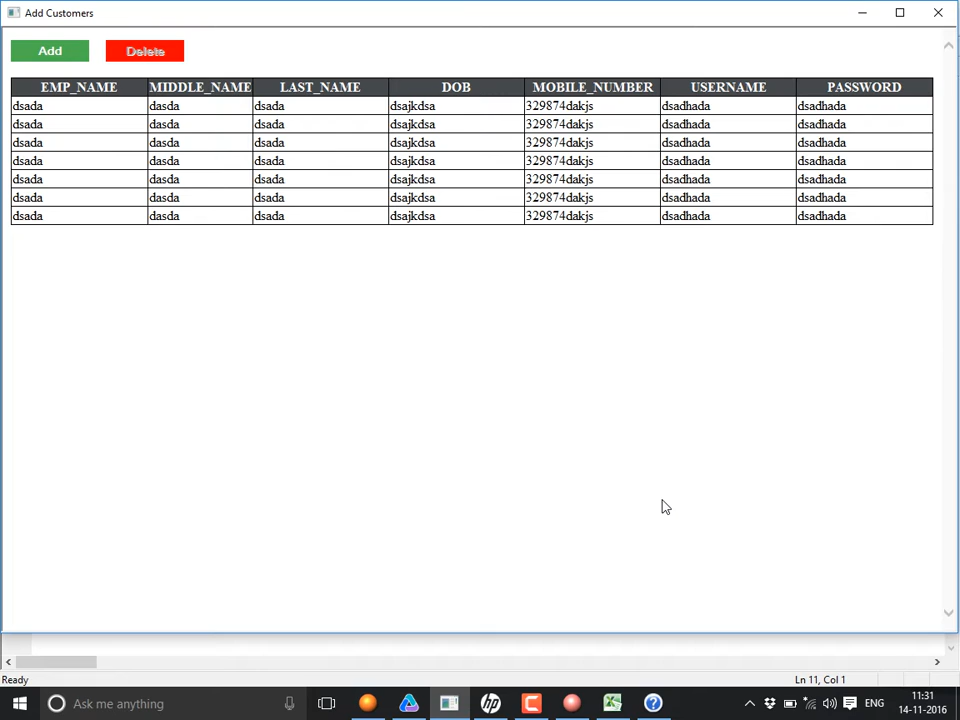 Add Customers
Add Delete
EMP_NAME MIDDLE_NAME LAST_NAME DOB MOBILE_NUMBER USERNAME PASSWORD
dsada dasda dsada dsajkdsa 329874dakjs dsadhada dsadhada
dsada dasda dsada dsajkdsa 329874dakjs dsadhada dsadhada
dsada dasda dsada dsajkdsa 329874dakjs dsadhada dsadhada
dsada dasda dsada dsajkdsa 329874dakjs dsadhada dsadhada
dsada dasda dsada dsajkdsa 329874dakjs dsadhada dsadhada
dsada dasda dsada dsajkdsa 329874dakjs dsadhada dsadhada
dsada dasda dsada dsajkdsa 329874dakjs dsadhada dsadhada
Ready Ln 11, Col 1
Ask me anything hp ENG 11:31
14-11-2016